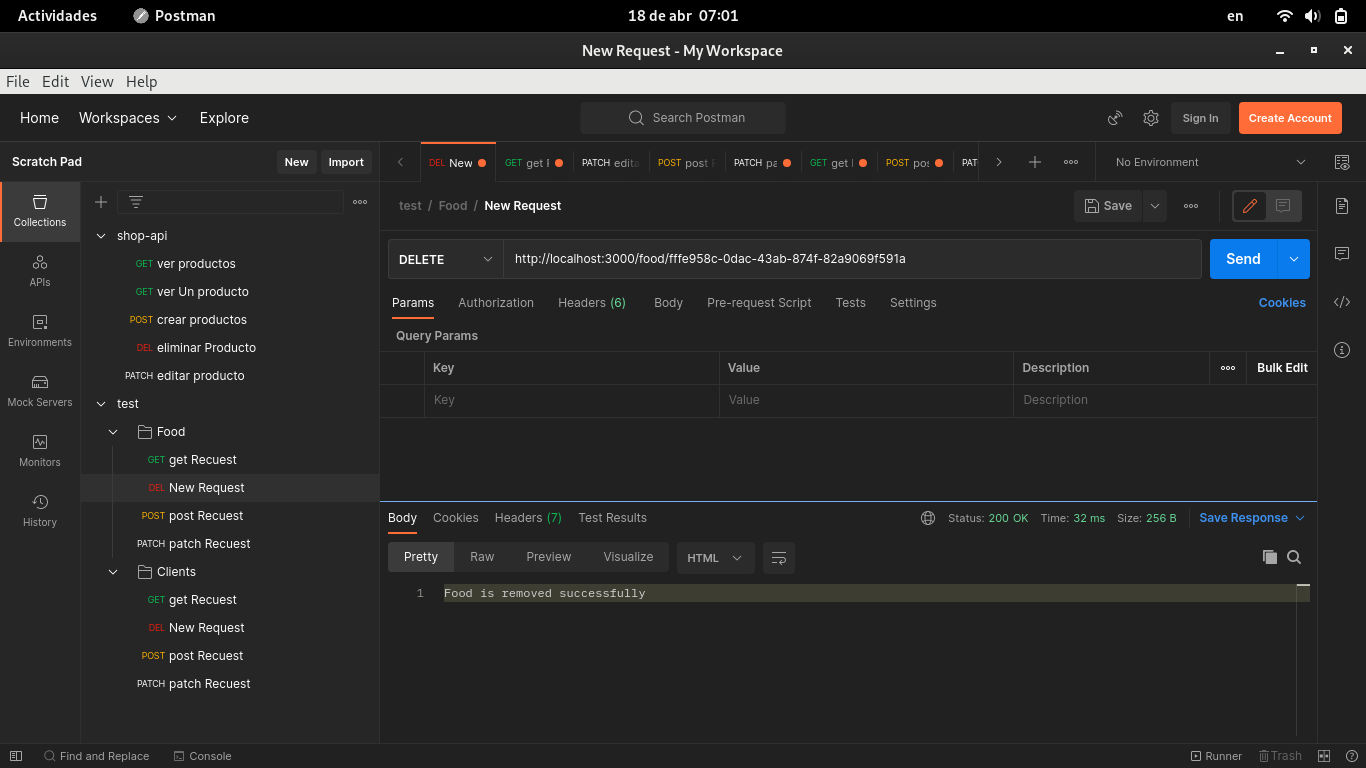 Actividades Postman 18 de abr 07:01 en
New Request - My Workspace
File Edit View Help
Home Workspaces Explore Search Postman Sign In Create Account
Scratch Pad New Import
DEL New GET get PATCH edita POST post PATCH pa GET get POST pos PAT No Environment
Collections
APIs
Environments
Mock Servers
Monitors
History
shop-api
GET ver productos
GET ver Un producto
POST crear productos
DEL eliminar Producto
PATCH editar producto
test
Food
GET get Recuest
DEL New Request
POST post Recuest
PATCH patch Recuest
Clients
GET get Recuest
DEL New Request
POST post Recuest
PATCH patch Recuest
test / Food / New Request Save
DELETE http://localhost:3000/food/fffe958c-0dac-43ab-874f-82a9069f591a Send
Params Authorization Headers (6) Body Pre-request Script Tests Settings Cookies
Query Params
Key Value Description Bulk Edit
Key Value Description
Body Cookies Headers (7) Test Results Status: 200 OK Time: 32 ms Size: 256 B Save Response
Pretty Raw Preview Visualize HTML
1 Food is removed successfully
Find and Replace Console Runner Trash